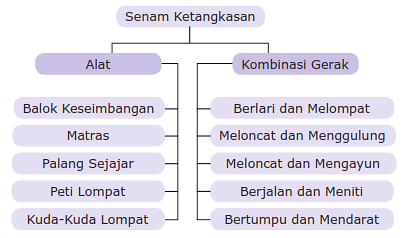 Senam Ketangkasan
Alat
Kombinasi Gerak
Balok Keseimbangan
Matras
Palang Sejajar
Peti Lompat
Kuda-Kuda Lompat
Berlari dan Melompat
Meloncat dan Menggulung
Meloncat dan Mengayun
Berjalan dan Meniti
Bertumpu dan Mendarat